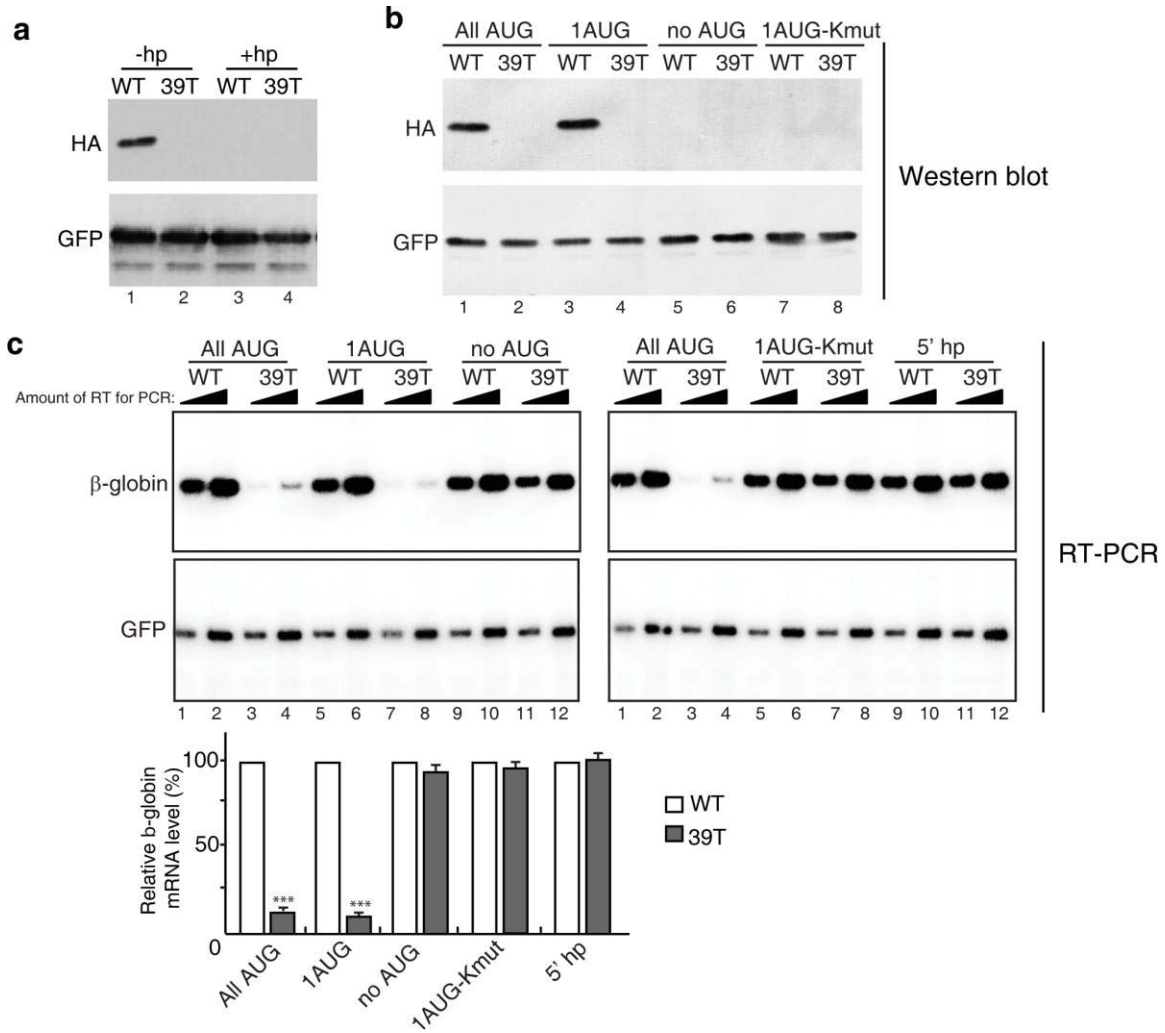 a
-hp +hp
WT 39T WT 39T
HA
GFP
1 2 3 4
b
All AUG 1AUG no AUG 1AUG-Kmut
WT 39T WT 39T WT 39T WT 39T
HA
GFP
1 2 3 4 5 6 7 8
Western blot
c
All AUG 1AUG no AUG All AUG 1AUG-Kmut 5' hp
WT 39T WT 39T WT 39T WT 39T WT 39T WT 39T
Amount of RT for PCR:
β-globin
GFP
1 2 3 4 5 6 7 8 9 10 11 12 1 2 3 4 5 6 7 8 9 10 11 12
RT-PCR
Relative b-globin
mRNA level (%)
100
50
0
*** ***
All AUG 1AUG no AUG 1AUG-Kmut 5' hp
WT
39T